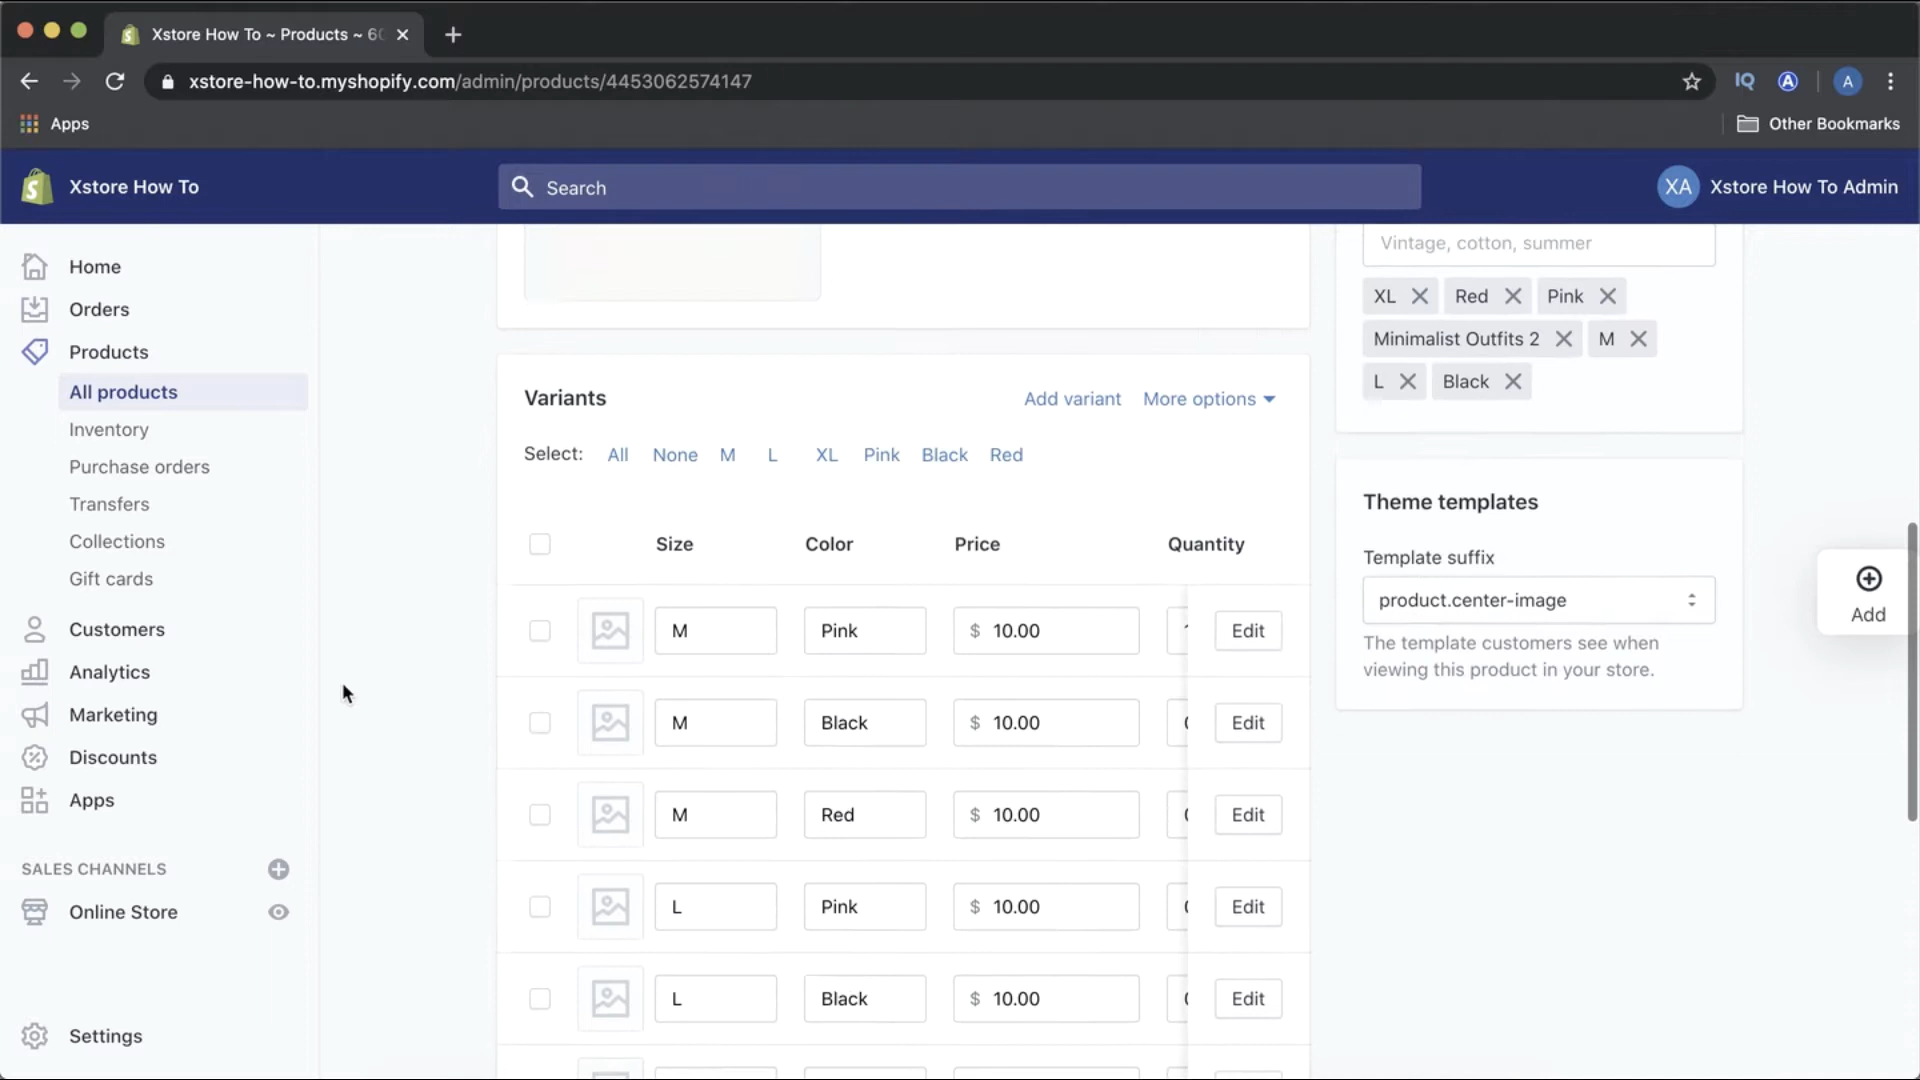 Xstore How To ~ Products ~ 60
xstore-how-to.myshopify.com/admin/products/4453062574147
IQ
A
A
Apps
Other Bookmarks
Xstore How To
Search
XA
Xstore How To Admin
Home
Orders
Products
All products
Inventory
Purchase orders
Transfers
Collections
Gift cards
Customers
Analytics
Marketing
Discounts
Apps
SALES CHANNELS
Online Store
Settings
Variants
Add variant
More options
Select: All None M L XL Pink Black Red
Size Color Price Quantity
M Pink $ 10.00 Edit
M Black $ 10.00 Edit
M Red $ 10.00 Edit
L Pink $ 10.00 Edit
L Black $ 10.00 Edit
Vintage, cotton, summer
XL Red Pink
Minimalist Outfits 2 M
L Black
Theme templates
Template suffix
product.center-image
The template customers see when
viewing this product in your store.
Add